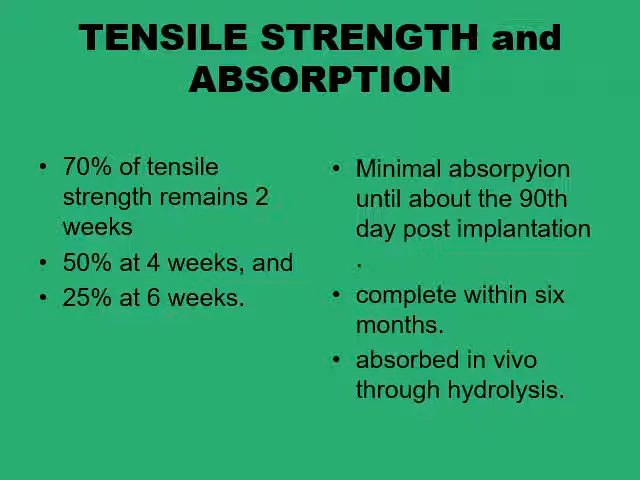 TENSILE STRENGTH and
ABSORPTION
• 70% of tensile
strength remains 2
weeks
• 50% at 4 weeks, and
• 25% at 6 weeks.
• Minimal absorpyion
until about the 90th
day post implantation
.
• complete within six
months.
• absorbed in vivo
through hydrolysis.